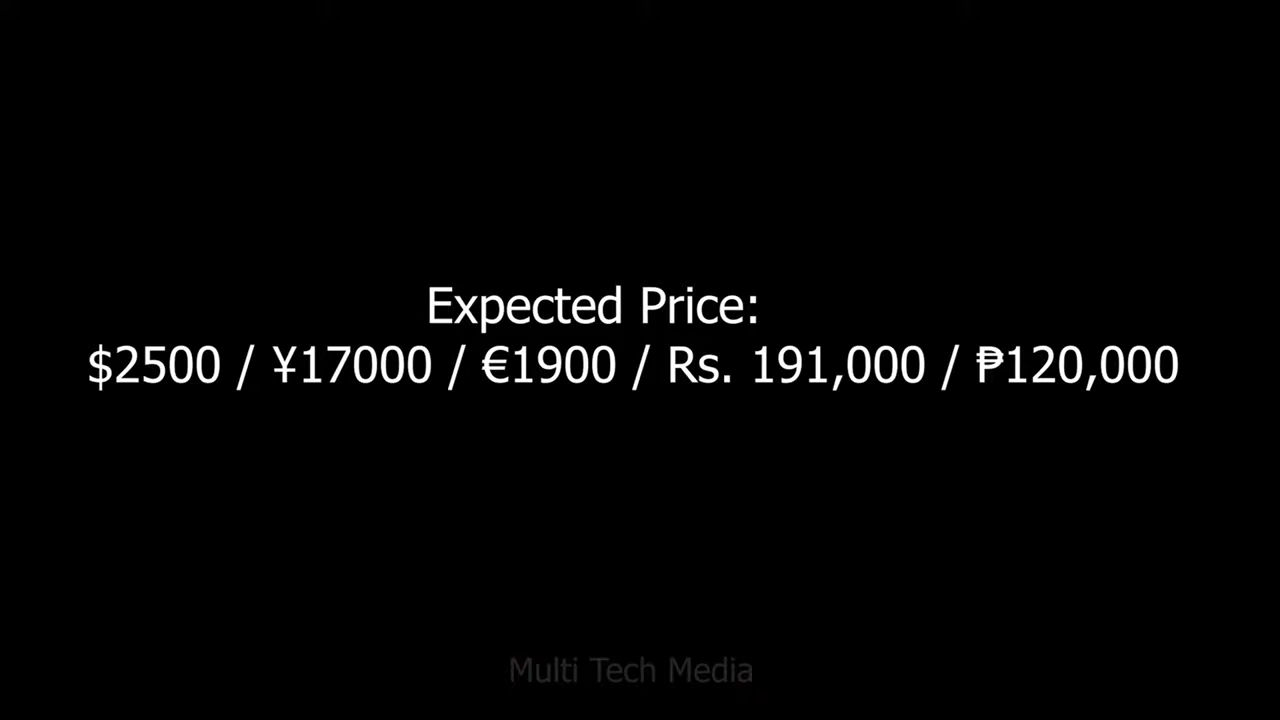 Expected Price:
$2500 / ¥17000 / €1900 / Rs. 191,000 / ₱120,000
Multi Tech Media